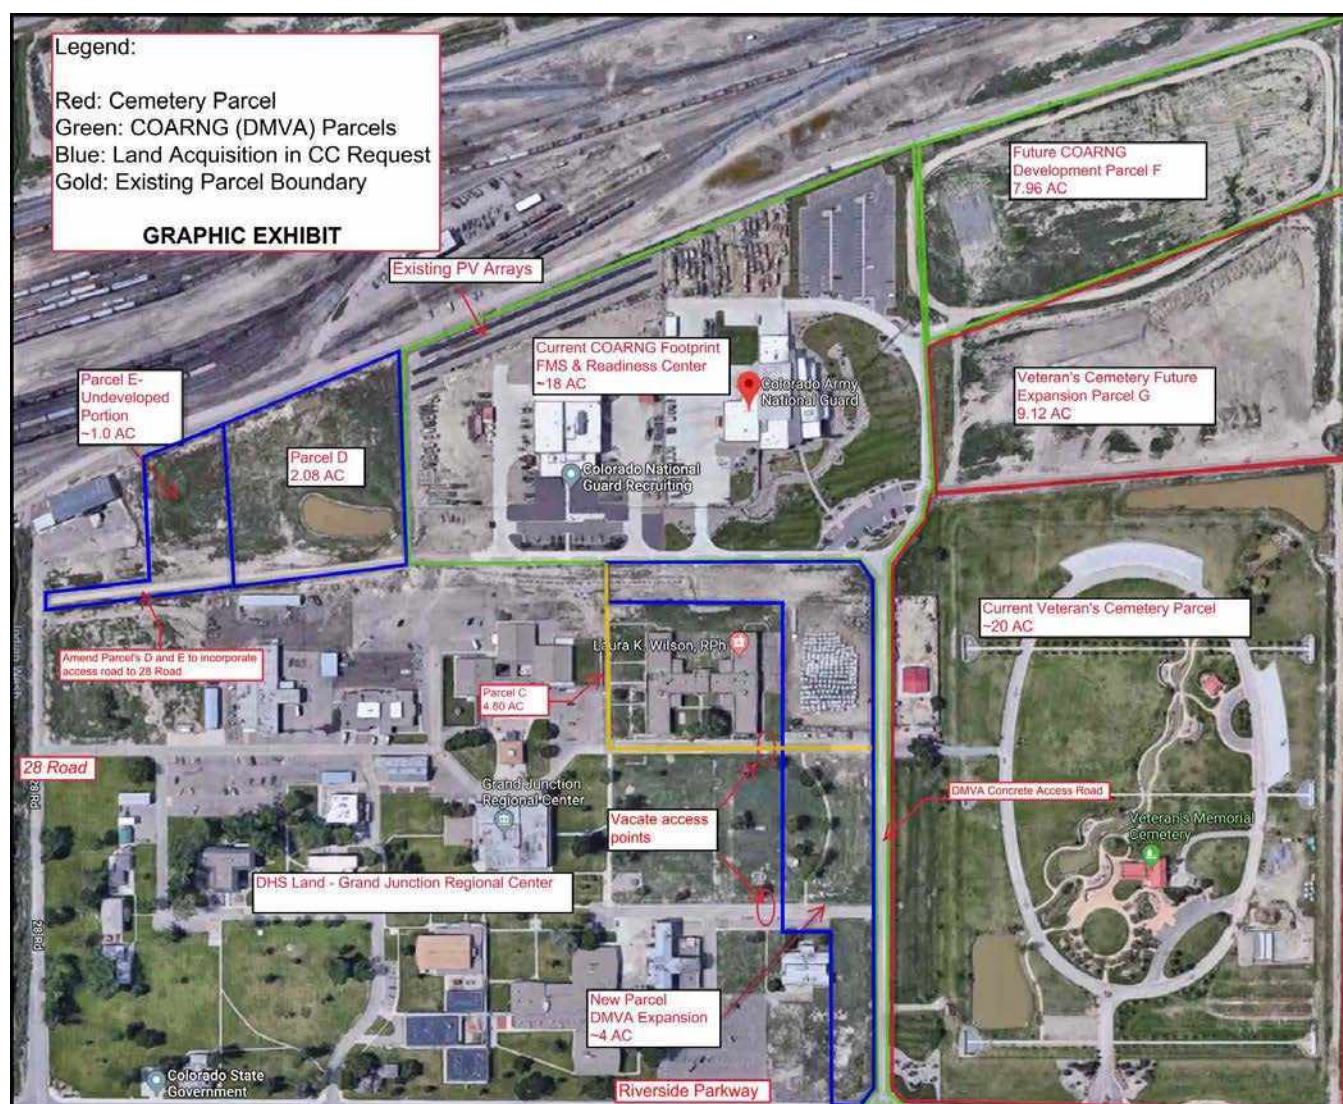 Legend:
Red: Cemetery Parcel
Green: COARNG (DMVA) Parcels
Blue: Land Acquisition in CC Request
Gold: Existing Parcel Boundary
GRAPHIC EXHIBIT
Future COARNG
Development Parcel F
7.96 AC
Existing PV Arrays
Current COARNG Footprint
FMS & Readiness Center
~18 AC
Colorado Army
National Guard
Veteran's Cemetery Future
Expansion Parcel G
9.12 AC
Parcel E-
Undeveloped
Portion
~1.0 AC
Parcel D
2.08 AC
Colorado National
Guard Recruiting
Current Veteran's Cemetery Parcel
~20 AC
Laura K. Wilson, RPh
Amend Parcel's D and E to incorporate
access road to 28 Road
Parcel C
4.80 AC
28 Road
28 Rd
Grand Junction
Regional Center
DMVA Concrete Access Road
Vacate access
points
Veteran's Memorial
Cemetery
DHS Land - Grand Junction Regional Center
28 Rd
New Parcel
DMVA Expansion
~4 AC
Colorado State
Government
Riverside Parkway